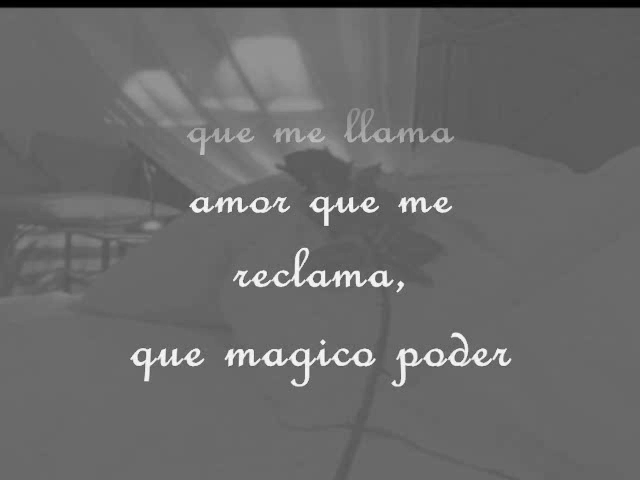 que me llama
amor que me
reclama,
que magico poder